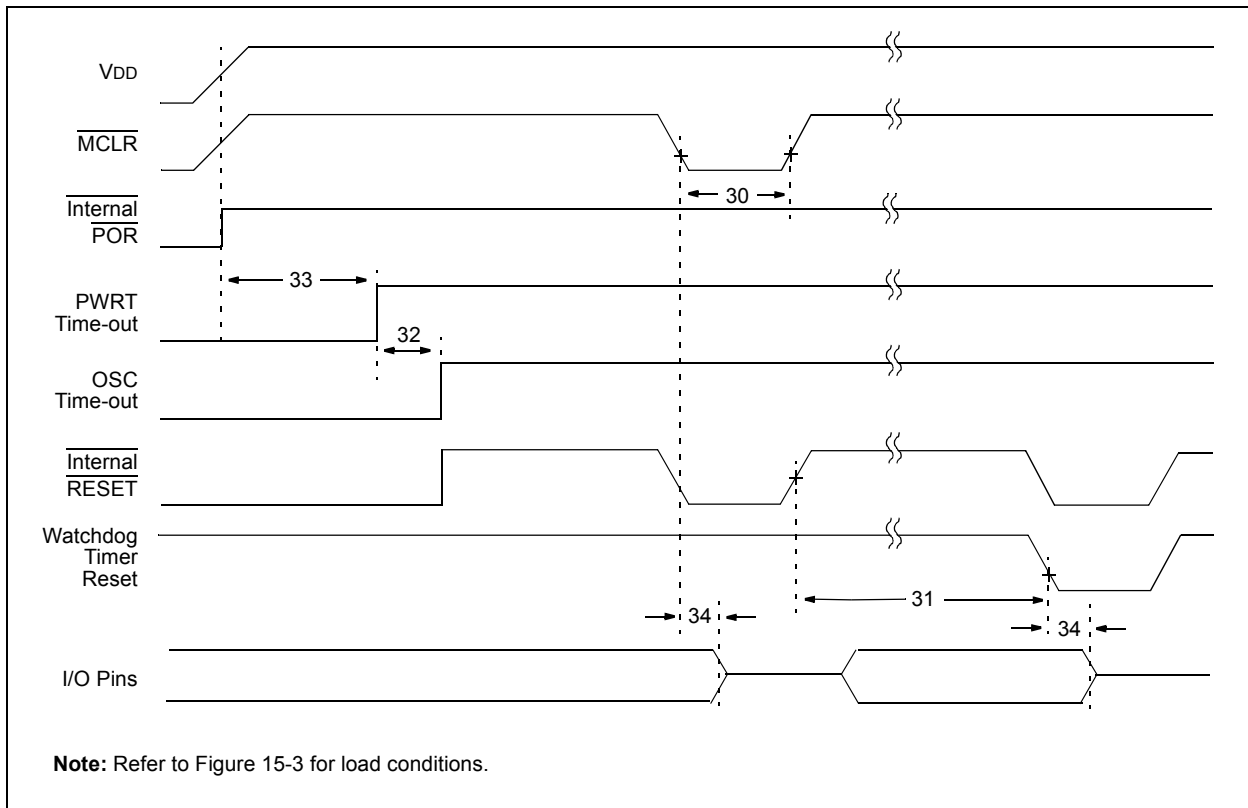 VDD
MCLR
30
Internal
POR
33
PWRT
Time-out
32
OSC
Time-out
Internal
RESET
Watchdog
Timer
Reset
31
34
34
I/O Pins
Note: Refer to Figure 15-3 for load conditions.